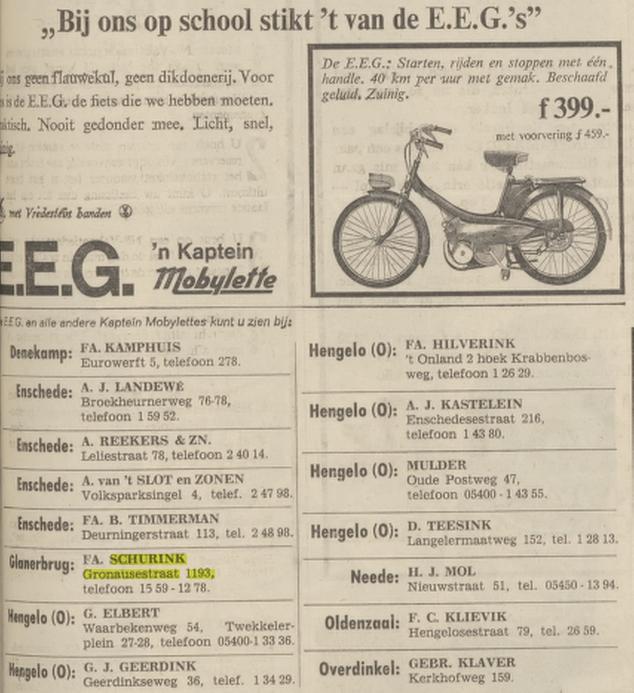 „Bij ons op school stikt ’t van de E.E.G.’s”
ons geen flauwekul, geen dikdoenerij. Voor
is de E.E.G. de fiets die we hebben moeten.
Nooit gedonder mee. Licht, snel,
met Vredestein banden
E.E.G. 'n Kaptein
Mobylette
De E.E.G.: Starten, rijden en stoppen met één
handle. 40 km per uur met gemak. Beschaafd
geluid. Zuinig.
f 399.-
met voorvering f 459.-
E.E.G. en alle andere Kaptein Mobylettes kunt u zien bij:
Denekamp: FA. KAMPHUIS
Eurowerft 5, telefoon 278.
Enschede: A. J. LANDEWÉ
Broekheurnerweg 76-78,
telefoon 1 59 52.
Enschede: A. REEKERS & ZN.
Leliestraat 78, telefoon 2 40 14.
Enschede: A. van 't SLOT en ZONEN
Volksparksingel 4, telef. 2 47 98.
Enschede: FA. B. TIMMERMAN
Deurningerstraat 113, tel. 2 48 98.
Glanerbrug: FA. SCHURINK
Gronausestraat 1193,
telefoon 15 59 - 12 78.
Hengelo (O): G. ELBERT
Waarbekenweg 54, Twekkeler-
plein 27-28, telefoon 05400-1 33 36.
Hengelo (O): G. J. GEERDINK
Geerdinkseweg 36, telef. 1 34 29.
Hengelo (O): FA. HILVERINK
't Onland 2 hoek Krabbenbos-
weg, telefoon 1 26 29.
Hengelo (O): A. J. KASTELEIN
Enschedesestraat 216,
telefoon 1 43 80.
Hengelo (O): MULDER
Oude Postweg 47,
telefoon 05400 - 1 43 55.
Hengelo (O): D. TEESINK
Langelermaatweg 152, tel. 1 28 13.
Neede: H. J. MOL
Nieuwstraat 51, tel. 05450 - 13 94.
Oldenzaal: F. C. KLIEVIK
Hengelosestraat 79, tel. 26 59.
Overdinkel: GEBR. KLAVER
Kerkhofweg 159.